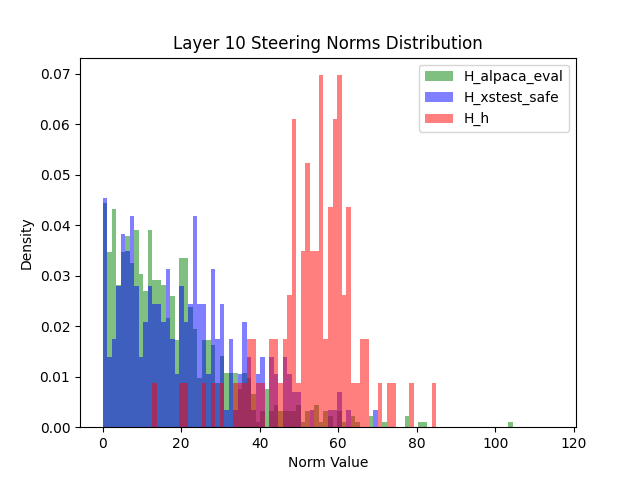 Layer 10 Steering Norms Distribution
H_alpaca_eval
H_xstest_safe
H_h
Density
0.07
0.06
0.05
0.04
0.03
0.02
0.01
0.00
0
20
40
60
80
100
120
Norm Value